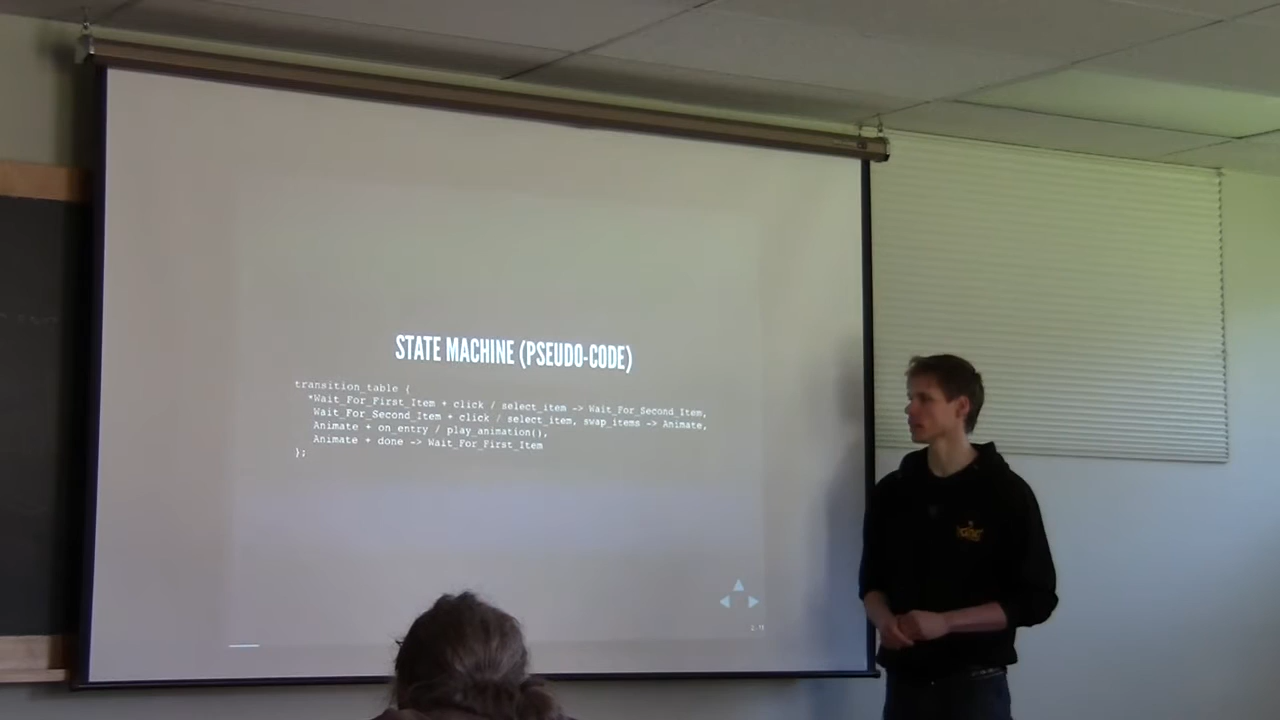 STATE MACHINE (PSEUDO-CODE)
transition_table {
*Wait_For_First_Item + click / select_item -> Wait_For_Second_Item,
Wait_For_Second_Item + click / select_item, swap_items -> Animate,
Animate + on_entry / play_animation(),
Animate + done -> Wait_For_First_Item
};